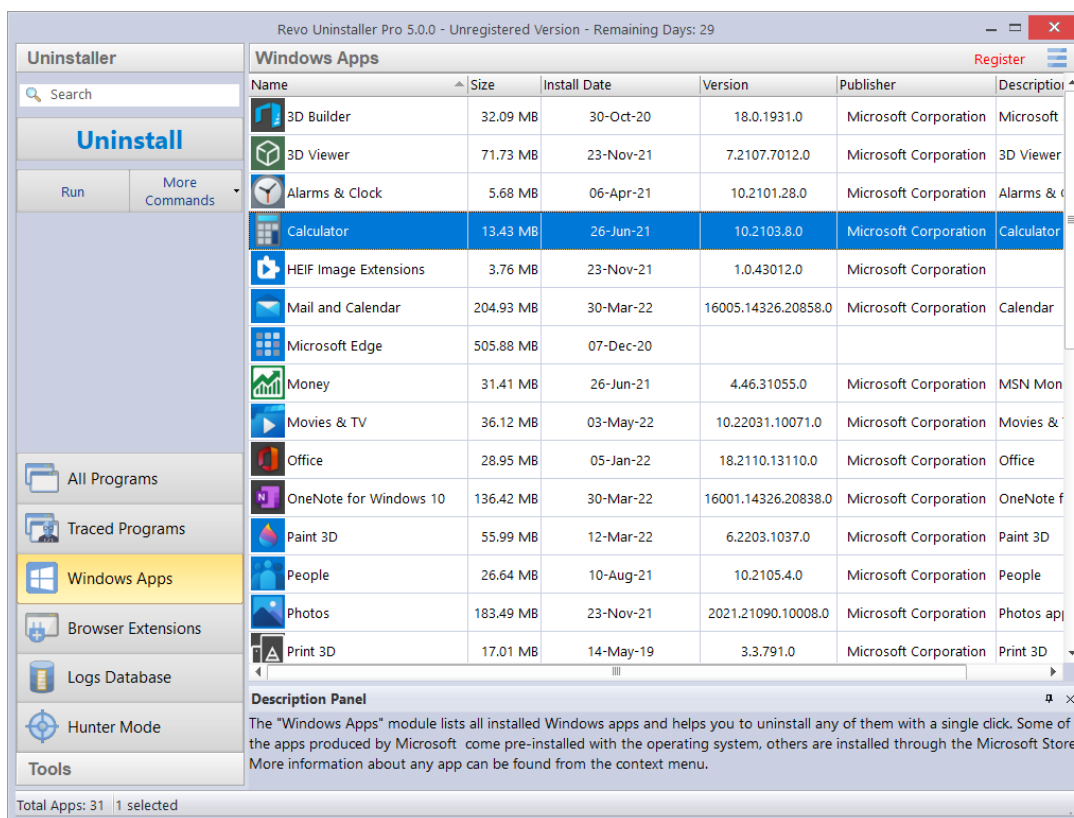 Revo Uninstaller Pro 5.0.0 - Unregistered Version - Remaining Days: 29
Uninstaller
Search
Uninstall
Run
More Commands
All Programs
Traced Programs
Windows Apps
Browser Extensions
Logs Database
Hunter Mode
Tools
Windows Apps Register
Name Size Install Date Version Publisher Description
3D Builder 32.09 MB 30-Oct-20 18.0.1931.0 Microsoft Corporation Microsoft
3D Viewer 71.73 MB 23-Nov-21 7.2107.7012.0 Microsoft Corporation 3D Viewer
Alarms & Clock 5.68 MB 06-Apr-21 10.2101.28.0 Microsoft Corporation Alarms &
Calculator 13.43 MB 26-Jun-21 10.2103.8.0 Microsoft Corporation Calculator
HEIF Image Extensions 3.76 MB 23-Nov-21 1.0.43012.0 Microsoft Corporation
Mail and Calendar 204.93 MB 30-Mar-22 16005.14326.20858.0 Microsoft Corporation Calendar
Microsoft Edge 505.88 MB 07-Dec-20
Money 31.41 MB 26-Jun-21 4.46.31055.0 Microsoft Corporation MSN Mon
Movies & TV 36.12 MB 03-May-22 10.22031.10071.0 Microsoft Corporation Movies &
Office 28.95 MB 05-Jan-22 18.2110.13110.0 Microsoft Corporation Office
OneNote for Windows 10 136.42 MB 30-Mar-22 16001.14326.20838.0 Microsoft Corporation OneNote f
Paint 3D 55.99 MB 12-Mar-22 6.2203.1037.0 Microsoft Corporation Paint 3D
People 26.64 MB 10-Aug-21 10.2105.4.0 Microsoft Corporation People
Photos 183.49 MB 23-Nov-21 2021.21090.10008.0 Microsoft Corporation Photos app
Print 3D 17.01 MB 14-May-19 3.3.791.0 Microsoft Corporation Print 3D
Description Panel
The "Windows Apps" module lists all installed Windows apps and helps you to uninstall any of them with a single click. Some of
the apps produced by Microsoft come pre-installed with the operating system, others are installed through the Microsoft Store
More information about any app can be found from the context menu.
Total Apps: 31 1 selected